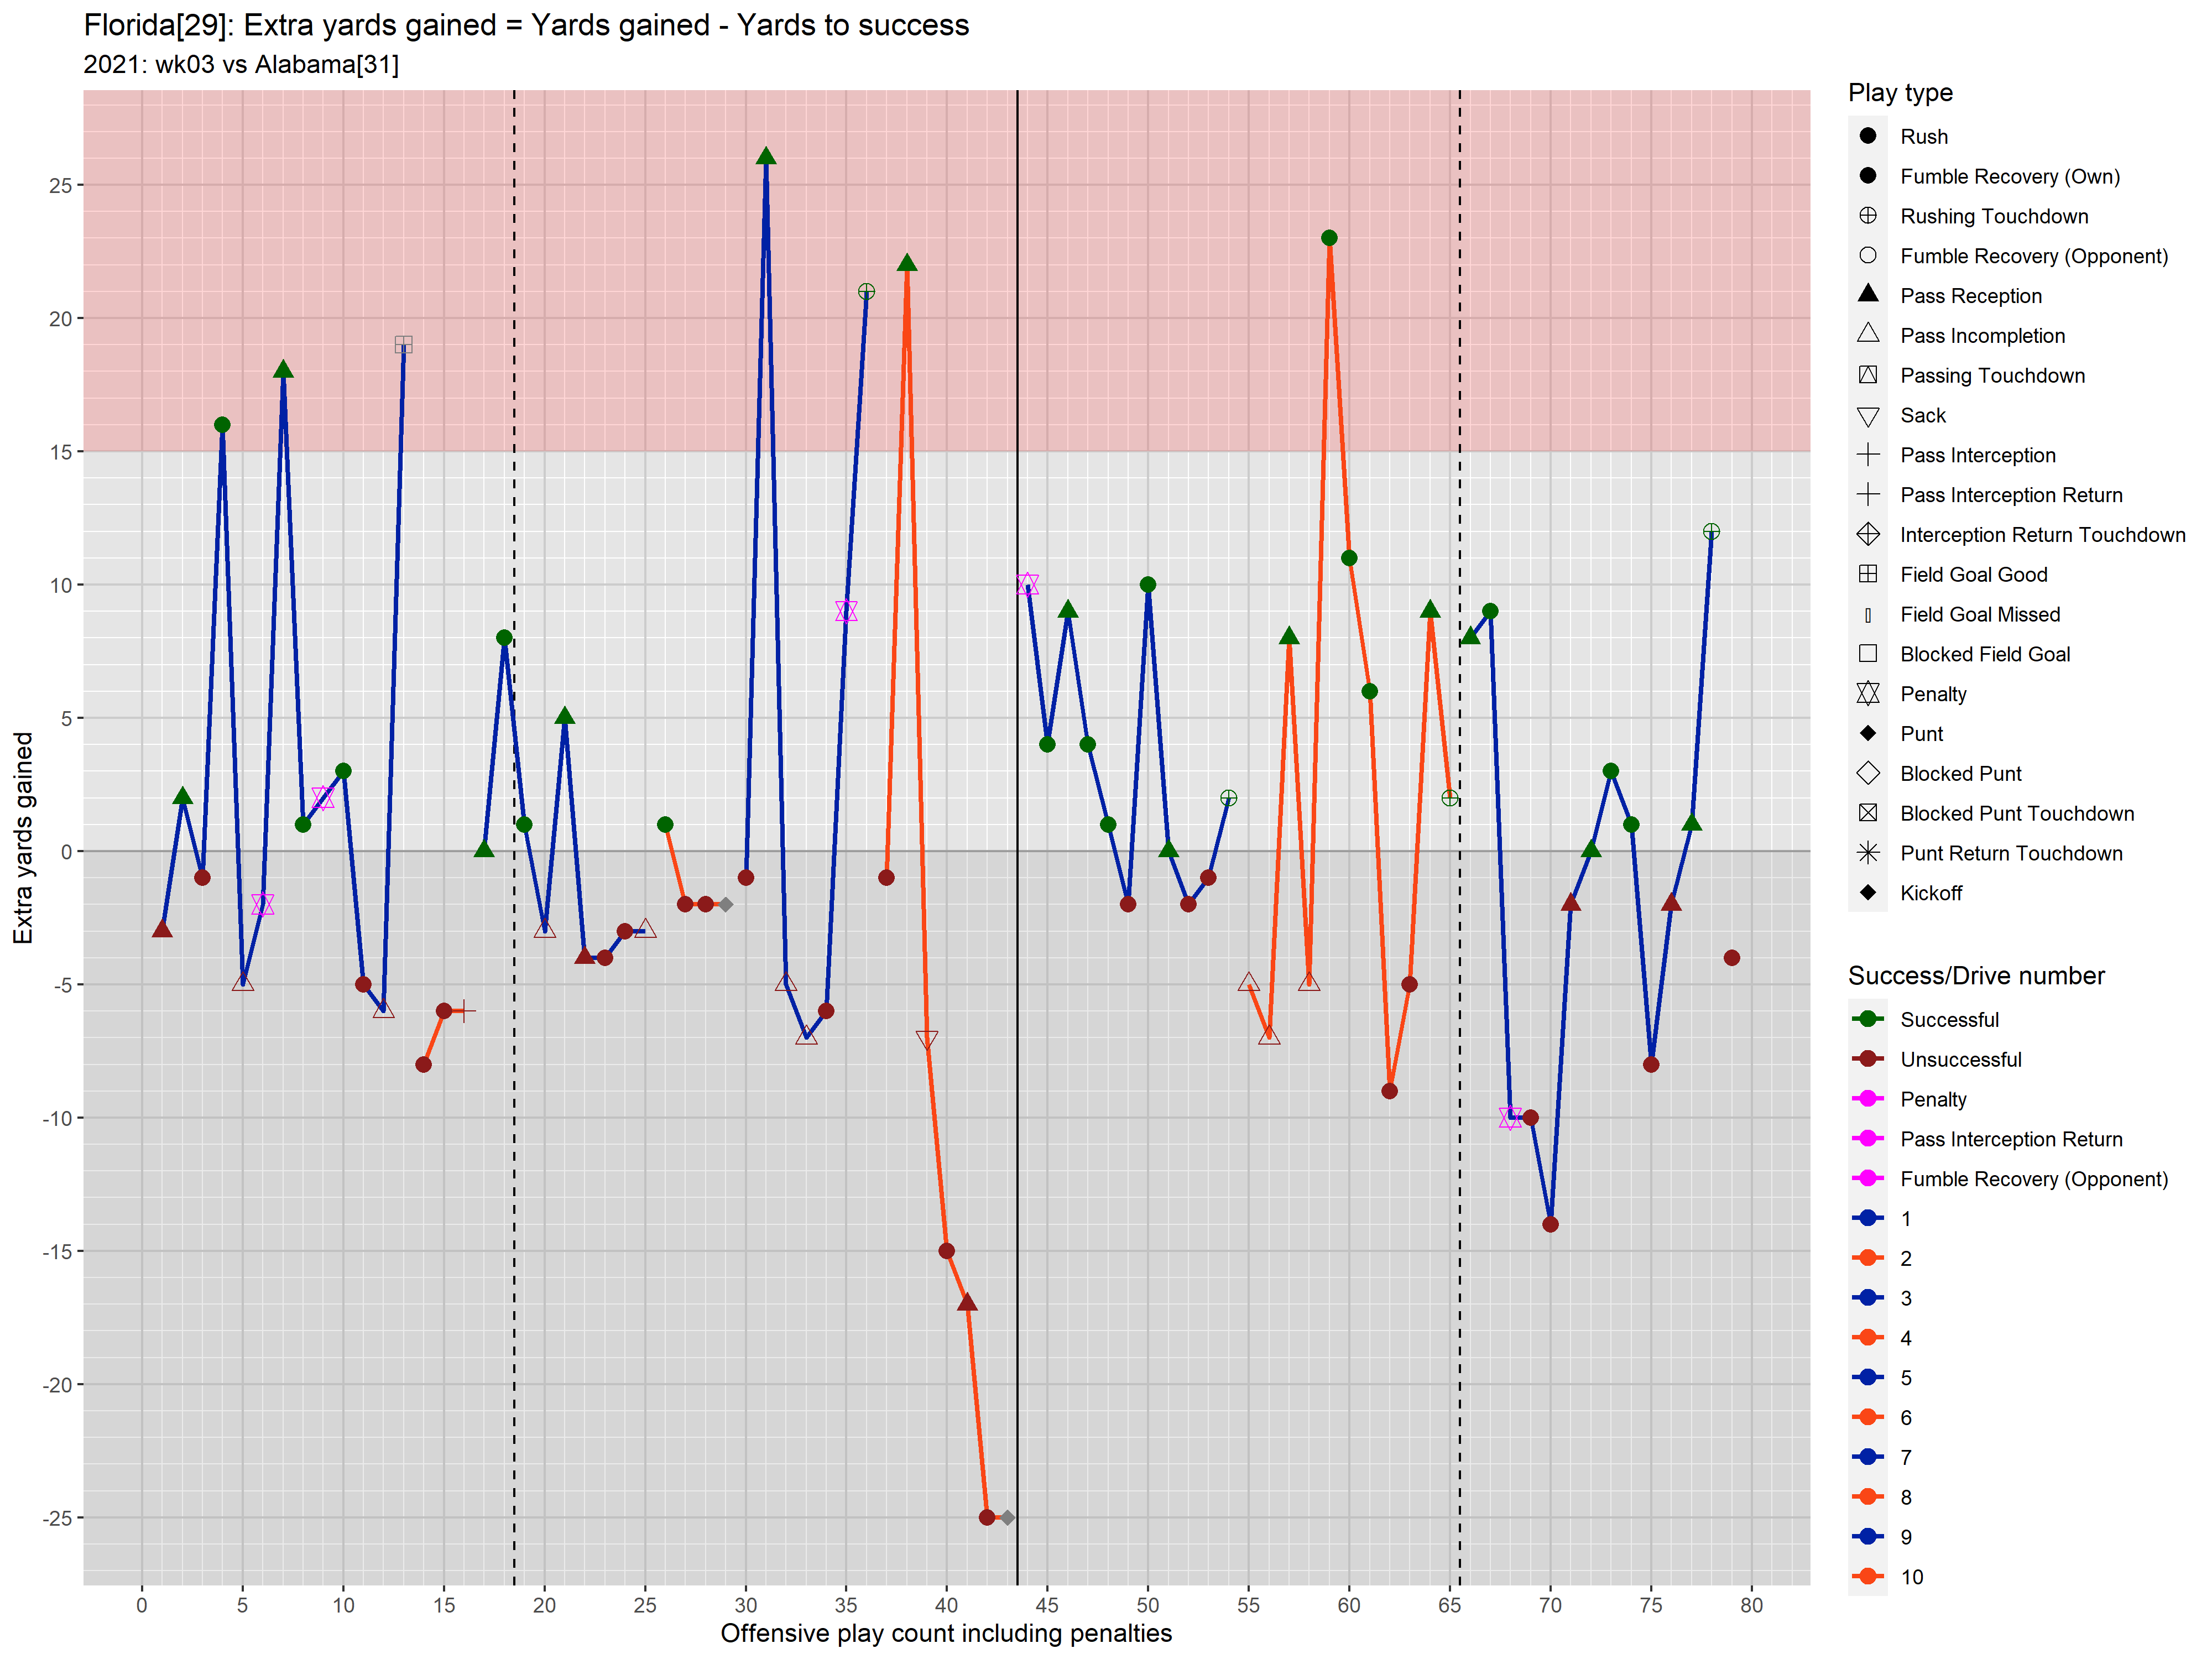 Florida[29]: Extra yards gained = Yards gained - Yards to success
2021: wk03 vs Alabama[31]
Extra yards gained
25
20
15
10
5
0
-5
-10
-15
-20
-25
0 5 10 15 20 25 30 35 40 45 50 55 60 65 70 75 80
Offensive play count including penalties
Play type
Rush
Fumble Recovery (Own)
Rushing Touchdown
Fumble Recovery (Opponent)
Pass Reception
Pass Incompletion
Passing Touchdown
Sack
Pass Interception
Pass Interception Return
Interception Return Touchdown
Field Goal Good
Field Goal Missed
Blocked Field Goal
Penalty
Punt
Blocked Punt
Blocked Punt Touchdown
Punt Return Touchdown
Kickoff
Success/Drive number
Successful
Unsuccessful
Penalty
Pass Interception Return
Fumble Recovery (Opponent)
1
2
3
4
5
6
7
8
9
10